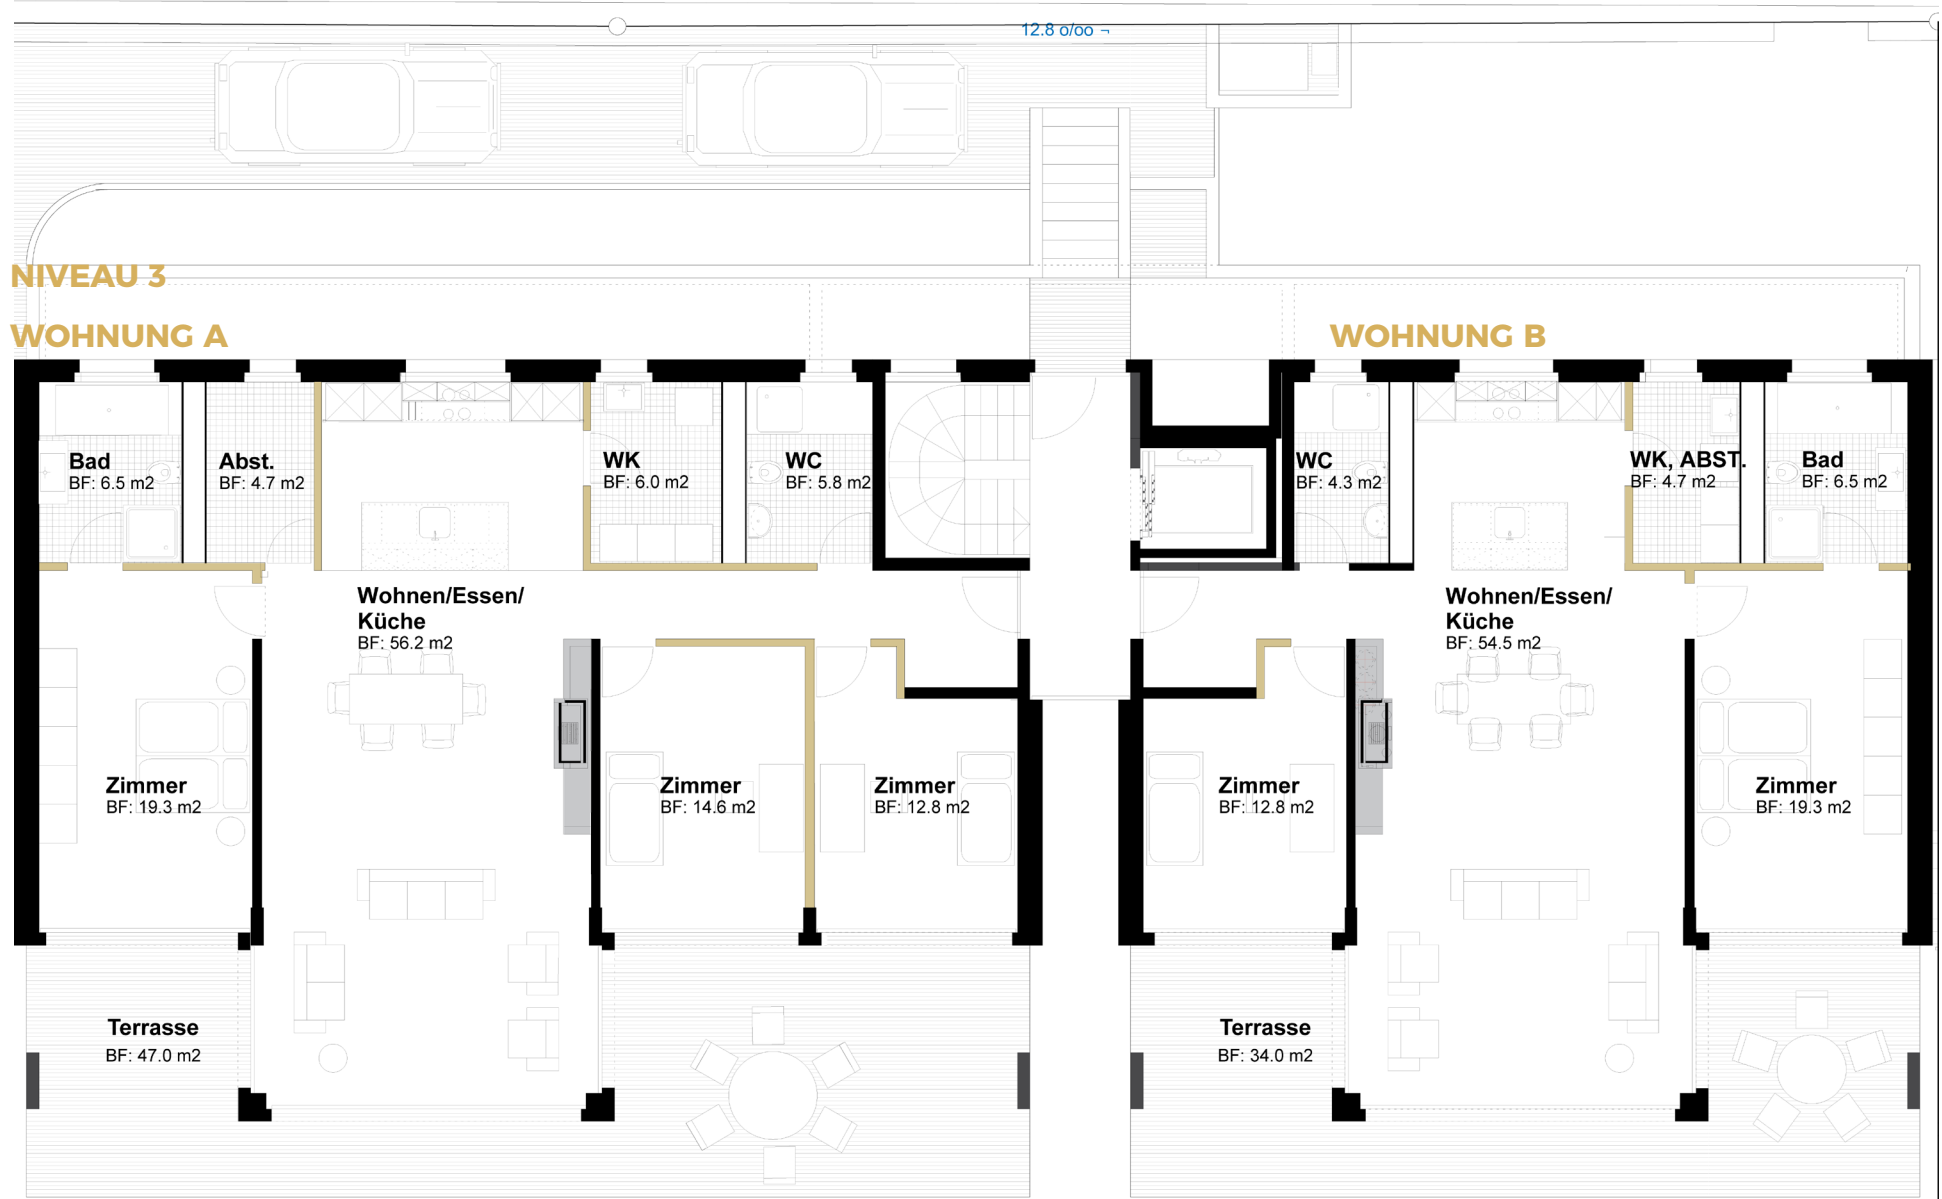 12.8 o/oo ¬
NIVEAU 3
WOHNUNG A
WOHNUNG B
Bad
BF: 6.5 m2
Abst.
BF: 4.7 m2
WK
BF: 6.0 m2
WC
BF: 5.8 m2
WC
BF: 4.3 m2
WK, ABST.
BF: 4.7 m2
Bad
BF: 6.5 m2
Wohnen/Essen/
Küche
BF: 56.2 m2
Wohnen/Essen/
Küche
BF: 54.5 m2
Zimmer
BF: 19.3 m2
Zimmer
BF: 14.6 m2
Zimmer
BF: 12.8 m2
Zimmer
BF: 12.8 m2
Zimmer
BF: 19.3 m2
Terrasse
BF: 47.0 m2
Terrasse
BF: 34.0 m2